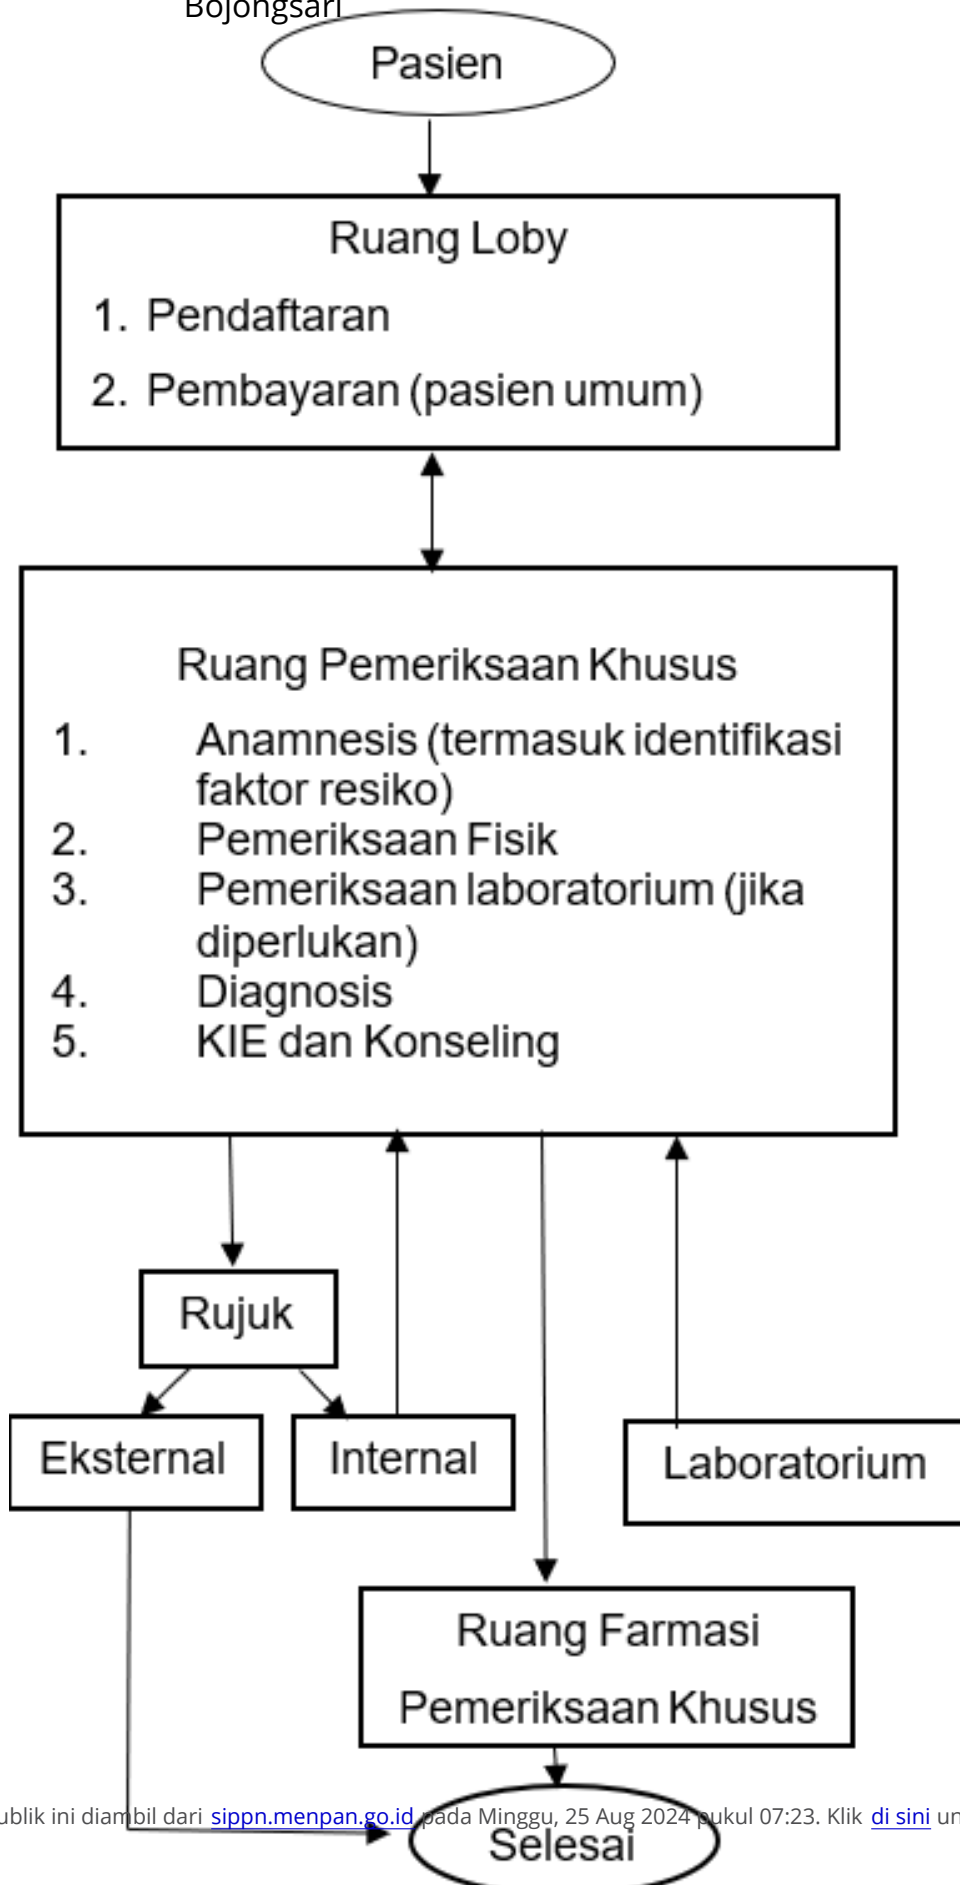 Bojongsari
Pasien
Ruang Loby
1. Pendaftaran
2. Pembayaran (pasien umum)
Ruang Pemeriksaan Khusus
1. Anamnesis (termasuk identifikasi
faktor resiko)
2. Pemeriksaan Fisik
3. Pemeriksaan laboratorium (jika
diperlukan)
4. Diagnosis
5. KIE dan Konseling
Rujuk
Eksternal
Internal
Laboratorium
Ruang Farmasi
Pemeriksaan Khusus
ublik ini diambil dari sippn.menpan.go.id pada Minggu, 25 Aug 2024 pukul 07:23. Klik di sini un
Selesai